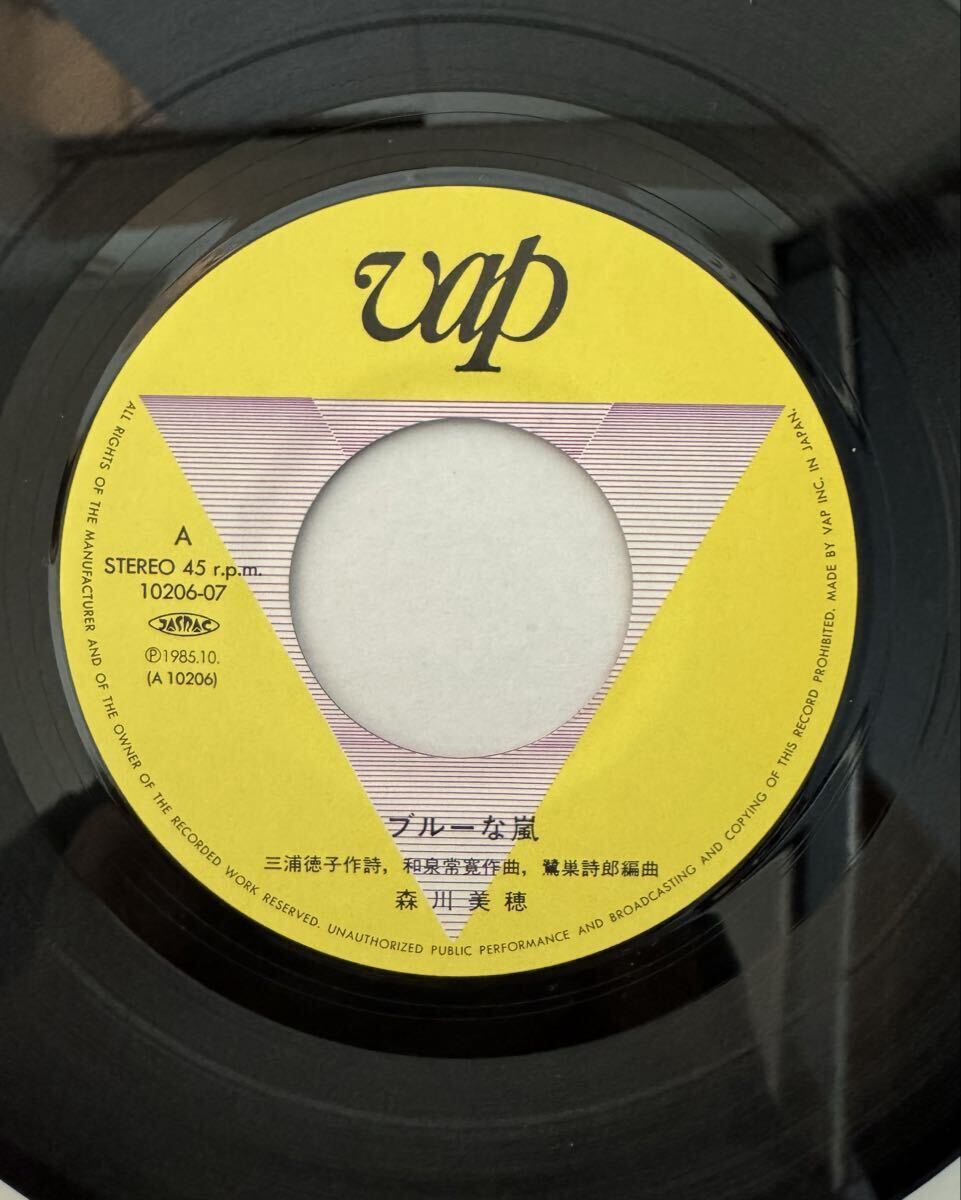 vap
A
STEREO 45 r.p.m.
10206-07
JASRAC
Ⓟ1985.10.
(A 10206)
ブルーな嵐
三浦徳子作詩, 和泉常寛作曲, 鷺巣詩郎編曲
森川美穂
ALL RIGHTS OF THE MANUFACTURER AND OF THE OWNER OF THE RECORDED WORK RESERVED. UNAUTHORIZED PUBLIC PERFORMANCE AND BROADCASTING AND COPYING OF THIS RECORD PROHIBITED. MADE BY VAP INC. IN JAPAN.